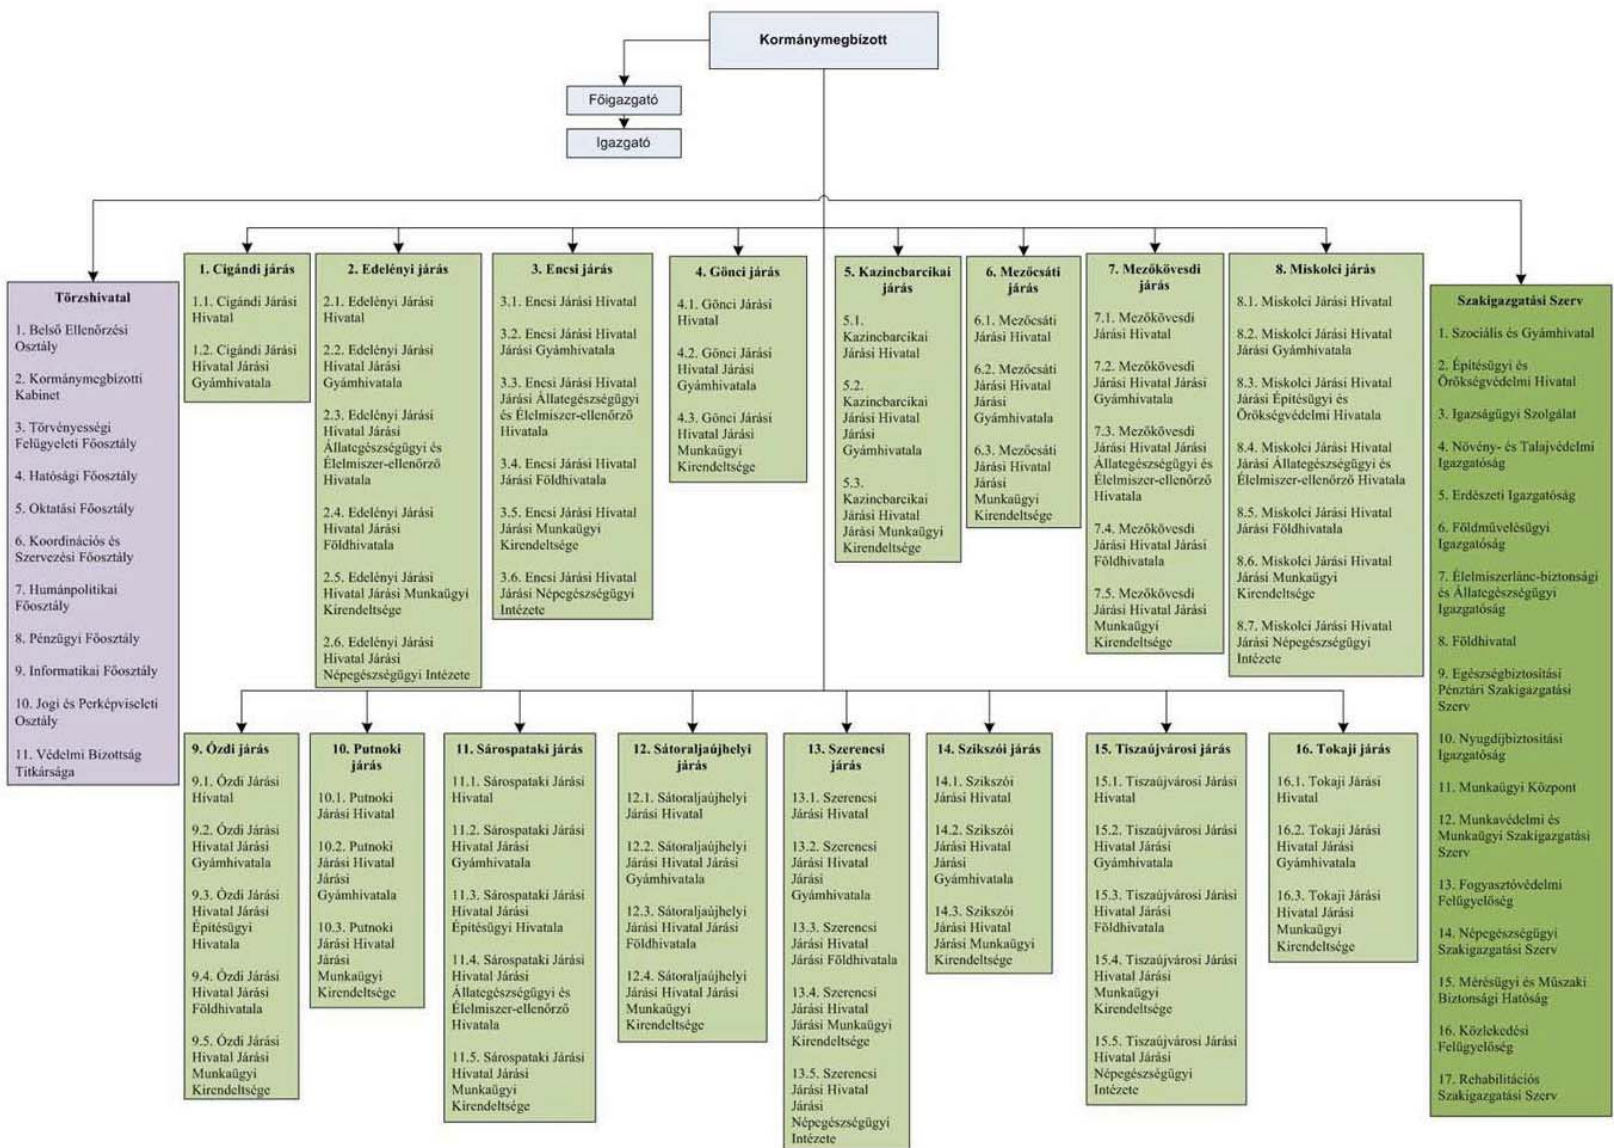 Kormánymegbízott
Főigazgató
Igazgató
Törzshivatal
1. Belső Ellenőrzési
Osztály
2. Kormánymegbízotti
Kabinet
3. Törvényességi
Felügyeleti Főosztály
4. Hatósági Főosztály
5. Oktatási Főosztály
6. Koordinációs és
Szervezési Főosztály
7. Humánpolitikai
Főosztály
8. Pénzügyi Főosztály
9. Informatikai Főosztály
10. Jogi és Perképviseleti
Osztály
11. Védelmi Bizottság
Titkársága
1. Cigándi járás
1.1. Cigándi Járási
Hivatal
1.2. Cigándi Járási
Hivatal Járási
Gyámhivatala
2. Edelényi járás
2.1. Edelényi Járási
Hivatal
2.2. Edelényi Járási
Hivatal Járási
Gyámhivatala
2.3. Edelényi Járási
Hivatal Járási
Állategészségügyi és
Élelmiszer-ellenőrző
Hivatala
2.4. Edelényi Járási
Hivatal Járási
Földhivatala
2.5. Edelényi Járási
Hivatal Járási Munkaügyi
Kirendeltsége
2.6. Edelényi Járási
Hivatal Járási
Népegészségügyi Intézete
3. Encsi járás
3.1. Encsi Járási Hivatal
3.2. Encsi Járási Hivatal
Járási Gyámhivatala
3.3. Encsi Járási Hivatal
Járási Állategészségügyi
és Élelmiszer-ellenőrző
Hivatala
3.4. Encsi Járási Hivatal
Járási Földhivatala
3.5. Encsi Járási Hivatal
Járási Munkaügyi
Kirendeltsége
3.6. Encsi Járási Hivatal
Járási Népegészségügyi
Intézete
4. Gönci járás
4.1. Gönci Járási
Hivatal
4.2. Gönci Járási
Hivatal Járási
Gyámhivatala
4.3. Gönci Járási
Hivatal Járási
Munkaügyi
Kirendeltsége
5. Kazincbarcikai
járás
5.1.
Kazincbarcikai
Járási Hivatal
5.2.
Kazincbarcikai
Járási Hivatal
Járási
Gyámhivatala
5.3.
Kazincbarcikai
Járási Hivatal
Járási Munkaügyi
Kirendeltsége
6. Mezőcsáti
járás
6.1. Mezőcsáti
Járási Hivatal
6.2. Mezőcsáti
Járási Hivatal
Járási
Gyámhivatala
6.3. Mezőcsáti
Járási Hivatal
Járási
Munkaügyi
Kirendeltsége
7. Mezőkövesdi
járás
7.1. Mezőkövesdi
Járási Hivatal
7.2. Mezőkövesdi
Járási Hivatal Járási
Gyámhivatala
7.3. Mezőkövesdi
Járási Hivatal Járási
Állategészségügyi és
Élelmiszer-ellenőrző
Hivatala
7.4. Mezőkövesdi
Járási Hivatal Járási
Földhivatala
7.5. Mezőkövesdi
Járási Hivatal Járási
Munkaügyi
Kirendeltsége
8. Miskolci járás
8.1. Miskolci Járási Hivatal
8.2. Miskolci Járási Hivatal
Járási Gyámhivatala
8.3. Miskolci Járási Hivatal
Járási Építésügyi és
Örökségvédelmi Hivatala
8.4. Miskolci Járási Hivatal
Járási Állategészségügyi és
Élelmiszer-ellenőrző Hivatala
8.5. Miskolci Járási Hivatal
Járási Földhivatala
8.6. Miskolci Járási Hivatal
Járási Munkaügyi
Kirendeltsége
8.7. Miskolci Járási Hivatal
Járási Népegészségügyi
Intézete
Szakigazgatási Szerv
1. Szociális és Gyámhivatal
2. Építésügyi és
Örökségvédelmi Hivatal
3. Igazságügyi Szolgálat
4. Növény- és Talajvédelmi
Igazgatóság
5. Erdészeti Igazgatóság
6. Földművelésügyi
Igazgatóság
7. Élelmiszerlánc-biztonsági
és Állategészségügyi
Igazgatóság
8. Földhivatal
9. Egészségbiztosítási
Pénztári Szakigazgatási
Szerv
10. Nyugdíjbiztosítási
Igazgatóság
11. Munkaügyi Központ
12. Munkavédelmi és
Munkaügyi Szakigazgatási
Szerv
13. Fogyasztóvédelmi
Felügyelőség
14. Népegészségügyi
Szakigazgatási Szerv
15. Mérésügyi és Műszaki
Biztonsági Hatóság
16. Közlekedési
Felügyelőség
17. Rehabilitációs
Szakigazgatási Szerv
9. Ózdi járás
9.1. Ózdi Járási
Hivatal
9.2. Ózdi Járási
Hivatal Járási
Gyámhivatala
9.3. Ózdi Járási
Hivatal Járási
Építésügyi
Hivatala
9.4. Ózdi Járási
Hivatal Járási
Földhivatala
9.5. Ózdi Járási
Hivatal Járási
Munkaügyi
Kirendeltsége
10. Putnoki
járás
10.1. Putnoki
Járási Hivatal
10.2. Putnoki
Járási Hivatal
Járási
Gyámhivatala
10.3. Putnoki
Járási Hivatal
Járási
Munkaügyi
Kirendeltsége
11. Sárospataki járás
11.1. Sárospataki Járási
Hivatal
11.2. Sárospataki Járási
Hivatal Járási
Gyámhivatala
11.3. Sárospataki Járási
Hivatal Járási
Építésügyi Hivatala
11.4. Sárospataki Járási
Hivatal Járási
Állategészségügyi és
Élelmiszer-ellenőrző
Hivatala
11.5. Sárospataki Járási
Hivatal Járási
Munkaügyi
Kirendeltsége
12. Sátoraljaújhelyi
járás
12.1. Sátoraljaújhelyi
Járási Hivatal
12.2. Sátoraljaújhelyi
Járási Hivatal Járási
Gyámhivatala
12.3. Sátoraljaújhelyi
Járási Hivatal Járási
Földhivatala
12.4. Sátoraljaújhelyi
Járási Hivatal Járási
Munkaügyi
Kirendeltsége
13. Szerencsi
járás
13.1. Szerencsi
Járási Hivatal
13.2. Szerencsi
Járási Hivatal
Járási
Gyámhivatala
13.3. Szerencsi
Járási Hivatal
Járási Földhivatala
13.4. Szerencsi
Járási Hivatal
Járási Munkaügyi
Kirendeltsége
13.5. Szerencsi
Járási Hivatal
Járási
Népegészségügyi
Intézete
14. Szikszói járás
14.1. Szikszói
Járási Hivatal
14.2. Szikszói
Járási Hivatal
Járási
Gyámhivatala
14.3. Szikszói
Járási Hivatal
Járási Munkaügyi
Kirendeltsége
15. Tiszaújvárosi járás
15.1. Tiszaújvárosi Járási
Hivatal
15.2. Tiszaújvárosi Járási
Hivatal Járási
Gyámhivatala
15.3. Tiszaújvárosi Járási
Hivatal Járási
Földhivatala
15.4. Tiszaújvárosi Járási
Hivatal Járási
Munkaügyi
Kirendeltsége
15.5. Tiszaújvárosi Járási
Hivatal Járási
Népegészségügyi
Intézete
16. Tokaji járás
16.1. Tokaji Járási
Hivatal
16.2. Tokaji Járási
Hivatal Járási
Gyámhivatala
16.3. Tokaji Járási
Hivatal Járási
Munkaügyi
Kirendeltsége